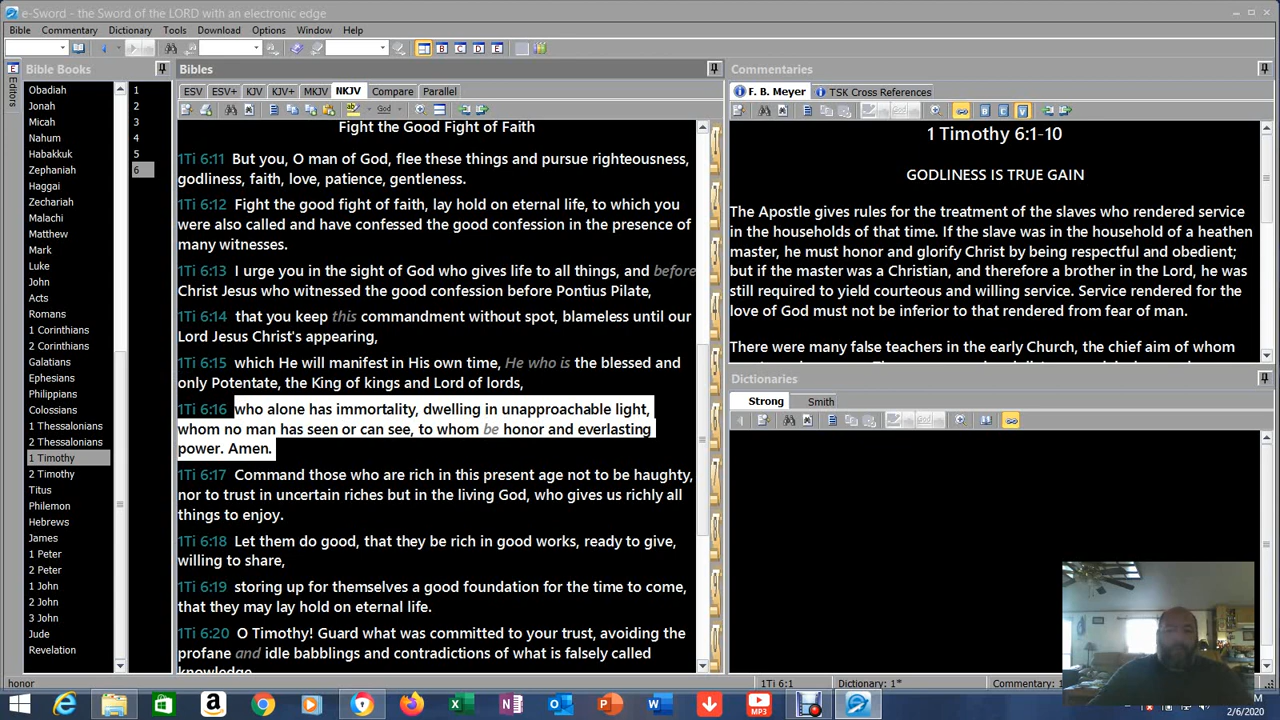 e-Sword - the Sword of the LORD with an electronic edge
Bible Commentary Dictionary Tools Download Options Window Help
B C D E
Editors
Bible Books
Obadiah
Jonah
Micah
Nahum
Habakkuk
Zephaniah
Haggai
Zechariah
Malachi
Matthew
Mark
Luke
John
Acts
Romans
1 Corinthians
2 Corinthians
Galatians
Ephesians
Philippians
Colossians
1 Thessalonians
2 Thessalonians
1 Timothy
2 Timothy
Titus
Philemon
Hebrews
James
1 Peter
2 Peter
1 John
2 John
3 John
Jude
Revelation
1
2
3
4
5
6
Bibles
ESV ESV+ KJV KJV+ MKJV NKJV Compare Parallel
God
Fight the Good Fight of Faith
1Ti 6:11 But you, O man of God, flee these things and pursue righteousness,
godliness, faith, love, patience, gentleness.
1Ti 6:12 Fight the good fight of faith, lay hold on eternal life, to which you
were also called and have confessed the good confession in the presence of
many witnesses.
1Ti 6:13 I urge you in the sight of God who gives life to all things, and before
Christ Jesus who witnessed the good confession before Pontius Pilate,
1Ti 6:14 that you keep this commandment without spot, blameless until our
Lord Jesus Christ's appearing,
1Ti 6:15 which He will manifest in His own time, He who is the blessed and
only Potentate, the King of kings and Lord of lords,
1Ti 6:16 who alone has immortality, dwelling in unapproachable light,
whom no man has seen or can see, to whom be honor and everlasting
power. Amen.
1Ti 6:17 Command those who are rich in this present age not to be haughty,
nor to trust in uncertain riches but in the living God, who gives us richly all
things to enjoy.
1Ti 6:18 Let them do good, that they be rich in good works, ready to give,
willing to share,
1Ti 6:19 storing up for themselves a good foundation for the time to come,
that they may lay hold on eternal life.
1Ti 6:20 O Timothy! Guard what was committed to your trust, avoiding the
profane and idle babblings and contradictions of what is falsely called
knowledge
Commentaries
F. B. Meyer TSK Cross References
B C V
1 Timothy 6:1-10
GODLINESS IS TRUE GAIN
The Apostle gives rules for the treatment of the slaves who rendered service
in the households of that time. If the slave was in the household of a heathen
master, he must honor and glorify Christ by being respectful and obedient;
but if the master was a Christian, and therefore a brother in the Lord, he was
still required to yield courteous and willing service. Service rendered for the
love of God must not be inferior to that rendered from fear of man.
There were many false teachers in the early Church, the chief aim of whom
Dictionaries
Strong Smith
honor
1Ti 6:1 Dictionary: 1* Commentary: 1
MP3
M
2/6/2020